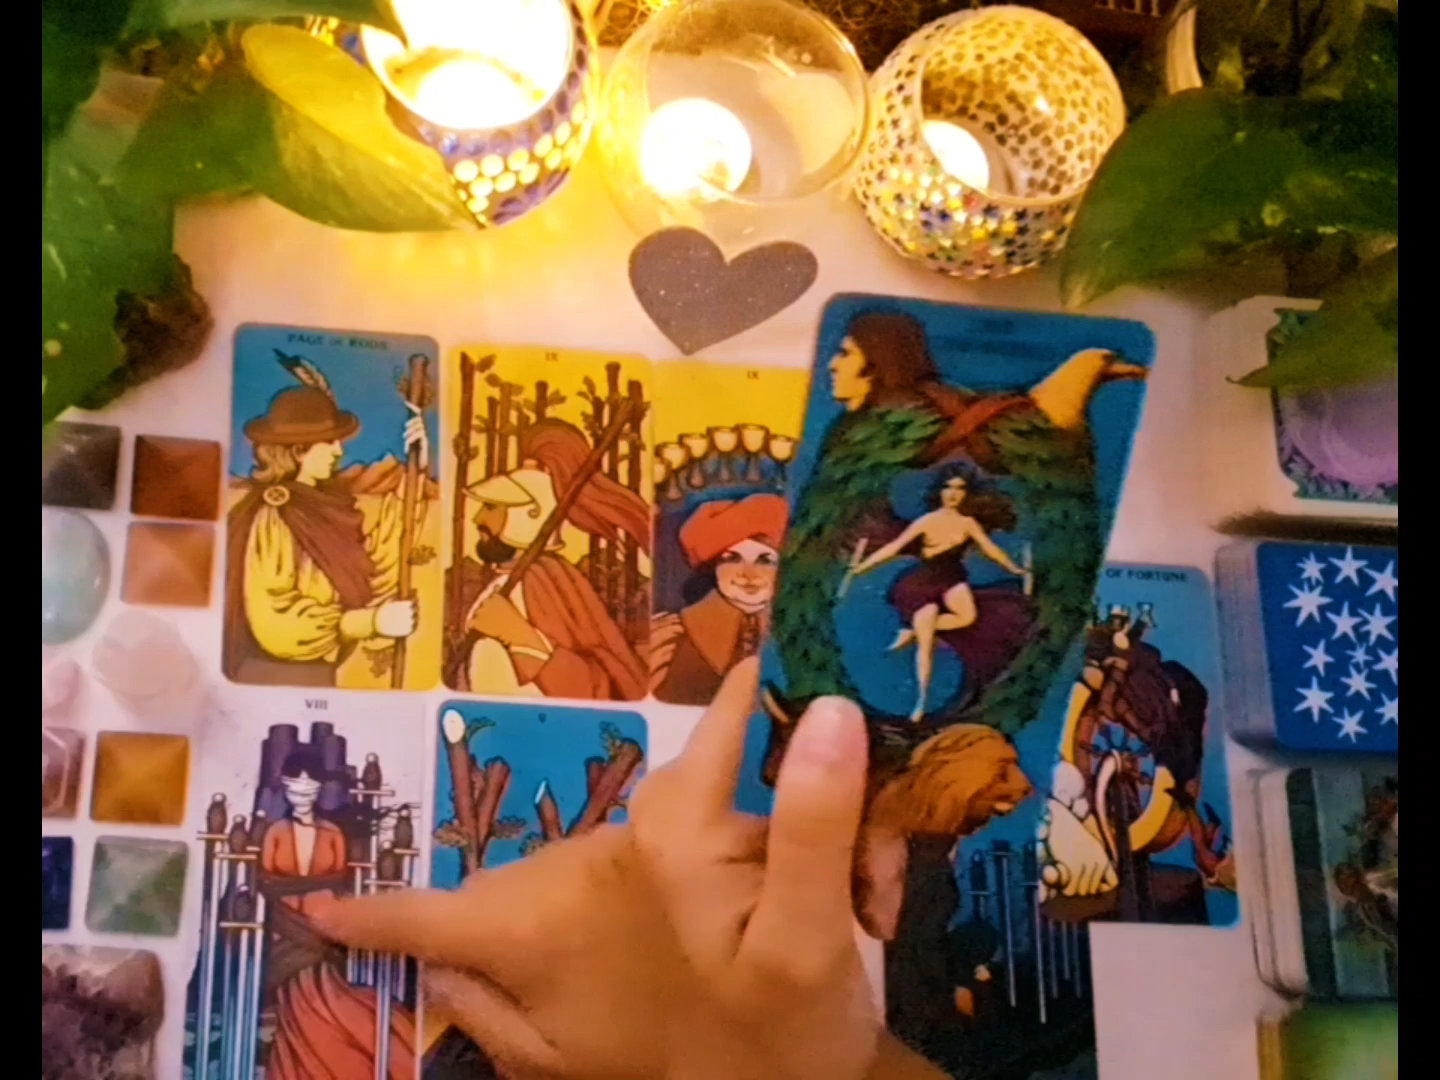 PAGE OF RODS
IX
IX
OF FORTUNE
VIII
V